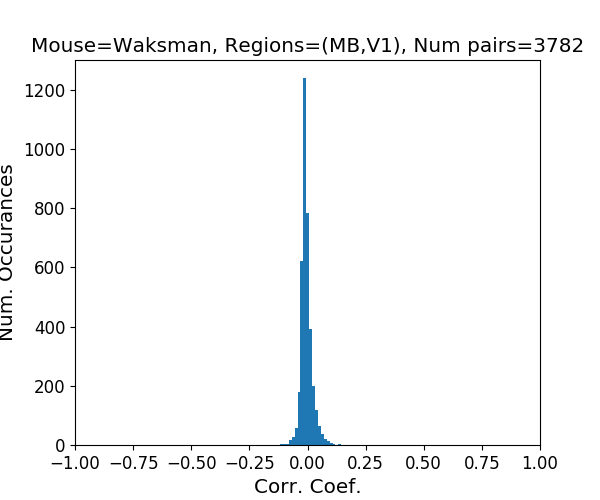 Mouse=Waksman, Regions=(MB,V1), Num pairs=3782
Num. Occurances
1200
1000
800
600
400
200
0
−1.00 −0.75 −0.50 −0.25 0.00 0.25 0.50 0.75 1.00
Corr. Coef.